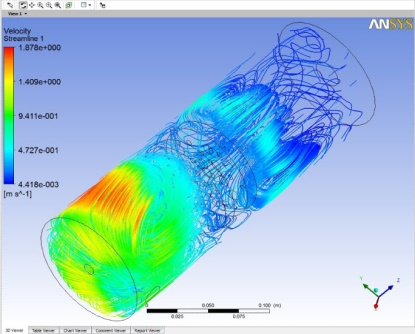 View 1
ANSYS
Velocity
Streamline 1
1.878e+000
1.409e+000
9.411e-001
4.727e-001
4.418e-003
[m s^-1]
Y
Z
0
0.050
0.100 (m)
0.025
0.075
3D Viewer Table Viewer Chart Viewer Comment Viewer Report Viewer